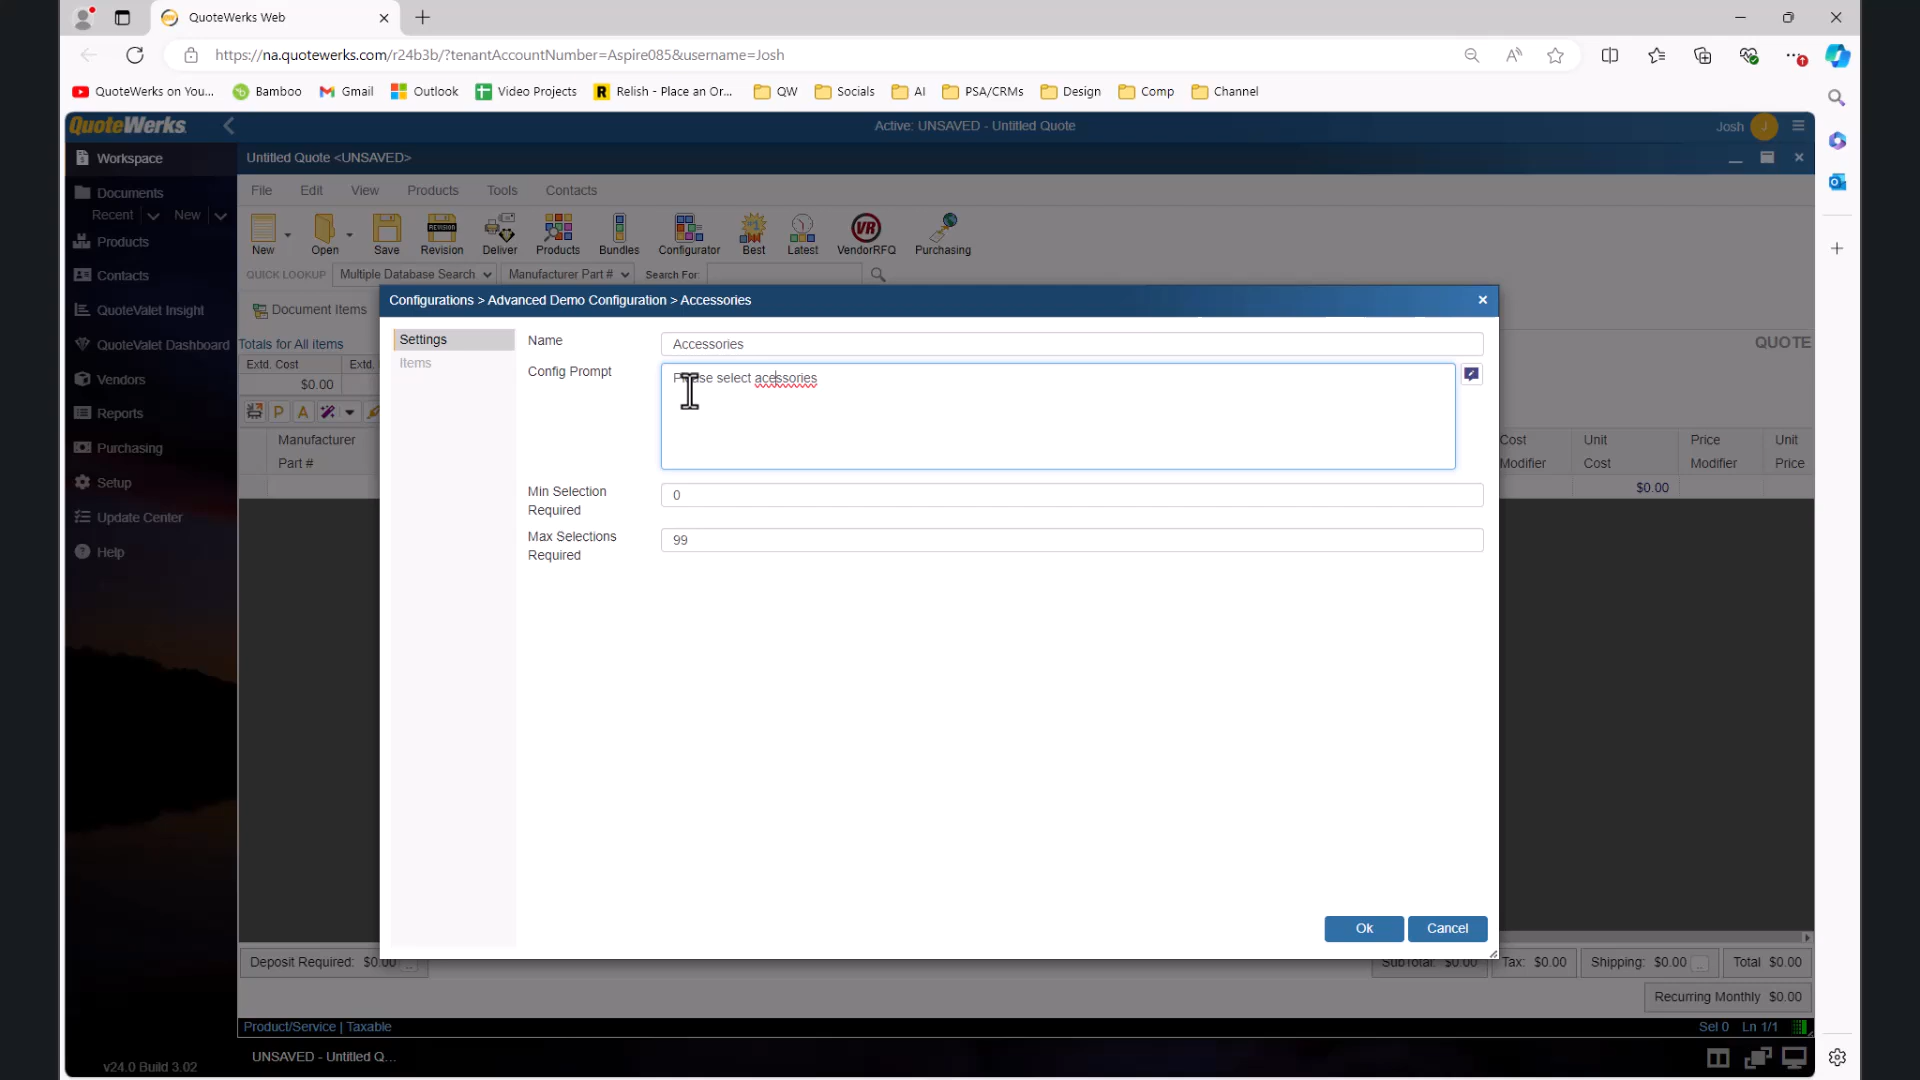 QuoteWerks Web
https://na.quotewerks.com/r24b3b/?tenantAccountNumber=Aspire085&username=Josh
QuoteWerks on You... Bamboo Gmail Outlook Video Projects Relish - Place an Or... QW Socials AI PSA/CRMs Design Comp Channel
QuoteWerks Active: UNSAVED - Untitled Quote Josh J
Workspace
Documents
Recent New
Products
Contacts
QuoteValet Insight
QuoteValet Dashboard
Vendors
Reports
Purchasing
Setup
Update Center
Help
v24.0 Build 3.02
Untitled Quote <UNSAVED>
File Edit View Products Tools Contacts
New Open Save Revision Deliver Products Bundles Configurator Best Latest VendorRFQ Purchasing
QUICK LOOKUP Multiple Database Search Manufacturer Part # Search For:
Document Items
Totals for All items QUOTE
Extd. Cost Extd.
$0.00
Manufacturer
Part #
Cost
Modifier
Unit
Cost
Price
Modifier
Unit
Price
$0.00
Configurations > Advanced Demo Configuration > Accessories
Settings
Items
Name Accessories
Config Prompt
select acessories
Min Selection
Required
0
Max Selections
Required
99
Ok Cancel
Deposit Required: $0.00 SubTotal: $0.00 Tax: $0.00 Shipping: $0.00 Total $0.00
Recurring Monthly $0.00
Product/Service | Taxable Sel 0 Ln 1/1
UNSAVED - Untitled Q...